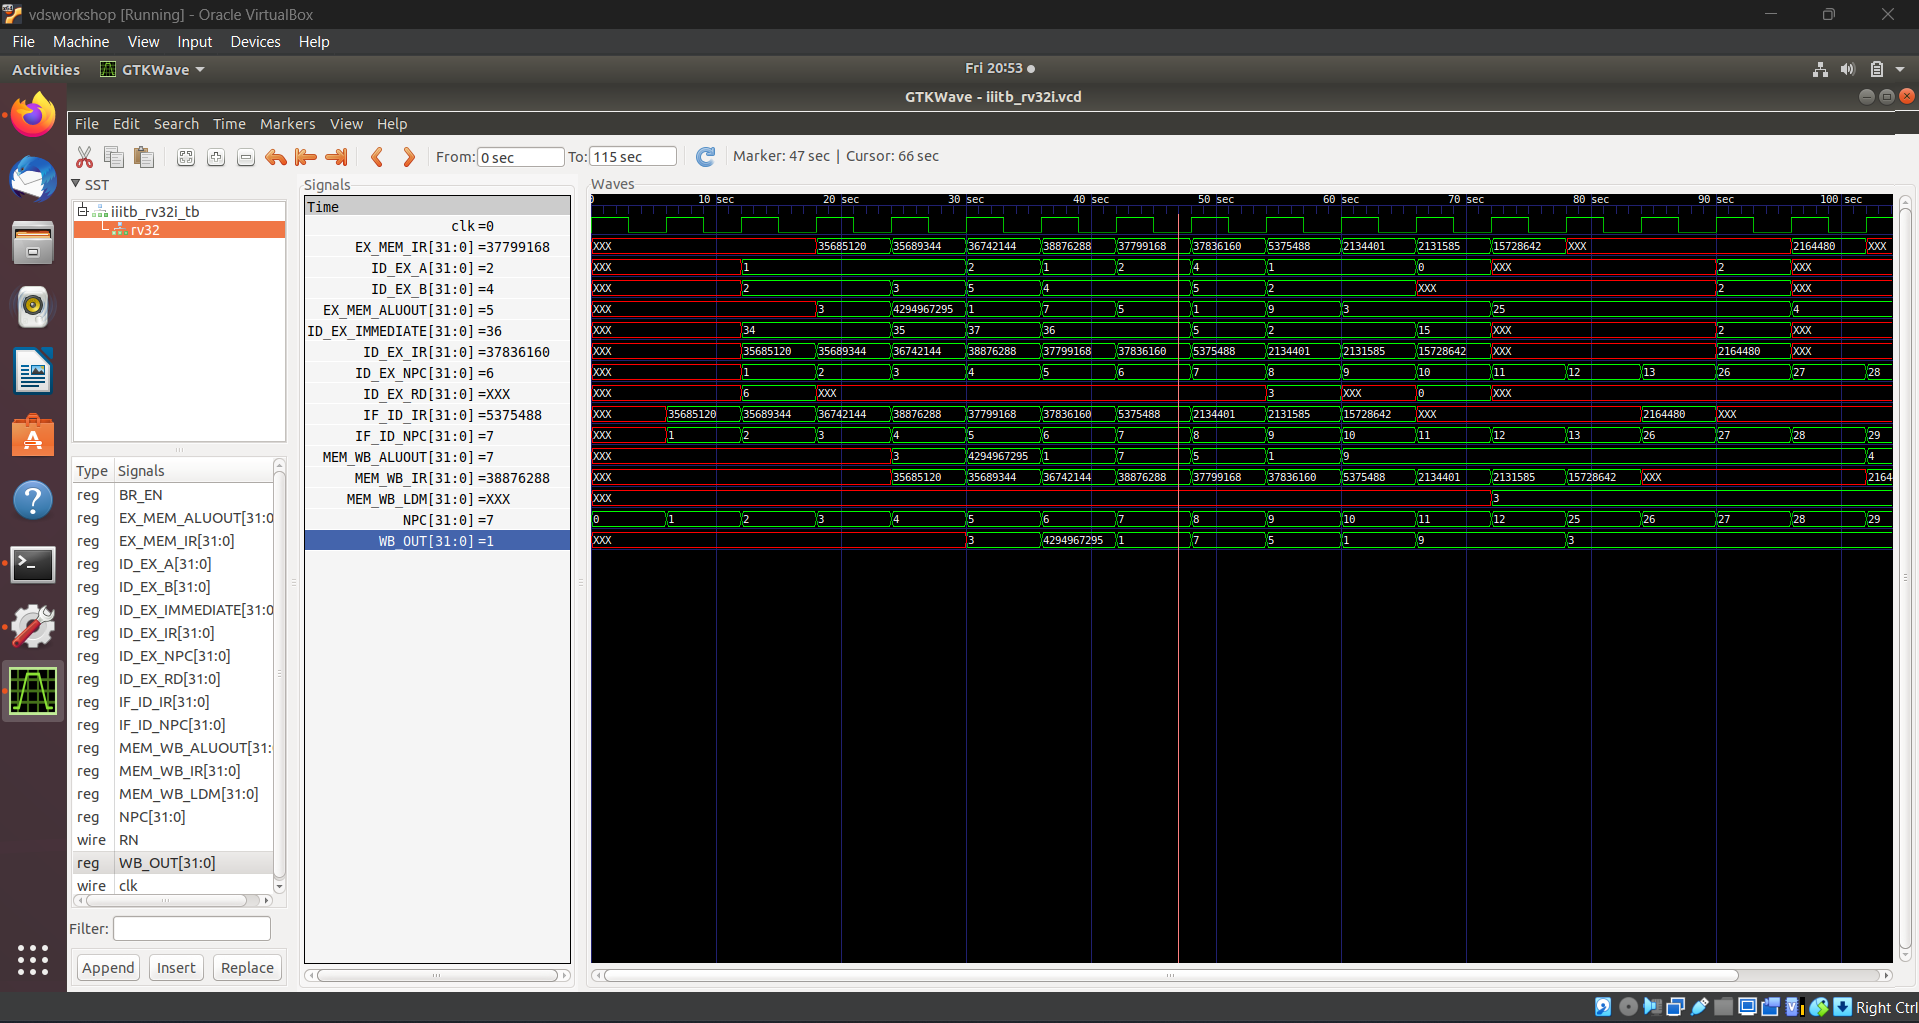 vdsworkshop [Running] - Oracle VirtualBox
File Machine View Input Devices Help
Activities GTKWave Fri 20:53
GTKWave - iiitb_rv32i.vcd
File Edit Search Time Markers View Help
From: 0 sec To: 115 sec Marker: 47 sec | Cursor: 66 sec
SST
iiitb_rv32i_tb
rv32
Type Signals
reg BR_EN
reg EX_MEM_ALUOUT[31:0
reg EX_MEM_IR[31:0]
reg ID_EX_A[31:0]
reg ID_EX_B[31:0]
reg ID_EX_IMMEDIATE[31:0
reg ID_EX_IR[31:0]
reg ID_EX_NPC[31:0]
reg ID_EX_RD[31:0]
reg IF_ID_IR[31:0]
reg IF_ID_NPC[31:0]
reg MEM_WB_ALUOUT[31:
reg MEM_WB_IR[31:0]
reg MEM_WB_LDM[31:0]
reg NPC[31:0]
wire RN
reg WB_OUT[31:0]
wire clk
Filter:
Append Insert Replace
Signals
Time
clk=0
EX_MEM_IR[31:0]=37799168
ID_EX_A[31:0]=2
ID_EX_B[31:0]=4
EX_MEM_ALUOUT[31:0]=5
ID_EX_IMMEDIATE[31:0]=36
ID_EX_IR[31:0]=37836160
ID_EX_NPC[31:0]=6
ID_EX_RD[31:0]=XXX
IF_ID_IR[31:0]=5375488
IF_ID_NPC[31:0]=7
MEM_WB_ALUOUT[31:0]=7
MEM_WB_IR[31:0]=38876288
MEM_WB_LDM[31:0]=XXX
NPC[31:0]=7
WB_OUT[31:0]=1
Waves
0 10 sec 20 sec 30 sec 40 sec 50 sec 60 sec 70 sec 80 sec 90 sec 100 sec
XXX 35685120 35689344 36742144 38876288 37799168 37836160 5375488 2134401 2131585 15728642 XXX 2164480 XXX
XXX 1 2 1 2 4 1 0 XXX 2 XXX
XXX 2 3 5 4 5 2 XXX 2 XXX
XXX 3 4294967295 1 7 5 1 9 3 25 4
XXX 34 35 37 36 5 2 15 XXX 2 XXX
XXX 35685120 35689344 36742144 38876288 37799168 37836160 5375488 2134401 2131585 15728642 XXX 2164480 XXX
XXX 1 2 3 4 5 6 7 8 9 10 11 12 13 26 27 28
XXX 6 XXX 3 XXX 0 XXX
XXX 35685120 35689344 36742144 38876288 37799168 37836160 5375488 2134401 2131585 15728642 XXX 2164480 XXX
XXX 1 2 3 4 5 6 7 8 9 10 11 12 13 26 27 28 29
XXX 3 4294967295 1 7 5 1 9 4
XXX 35685120 35689344 36742144 38876288 37799168 37836160 5375488 2134401 2131585 15728642 XXX 2164
XXX 3
0 1 2 3 4 5 6 7 8 9 10 11 12 25 26 27 28 29
XXX 3 4294967295 1 7 5 1 9 3
Right Ctrl